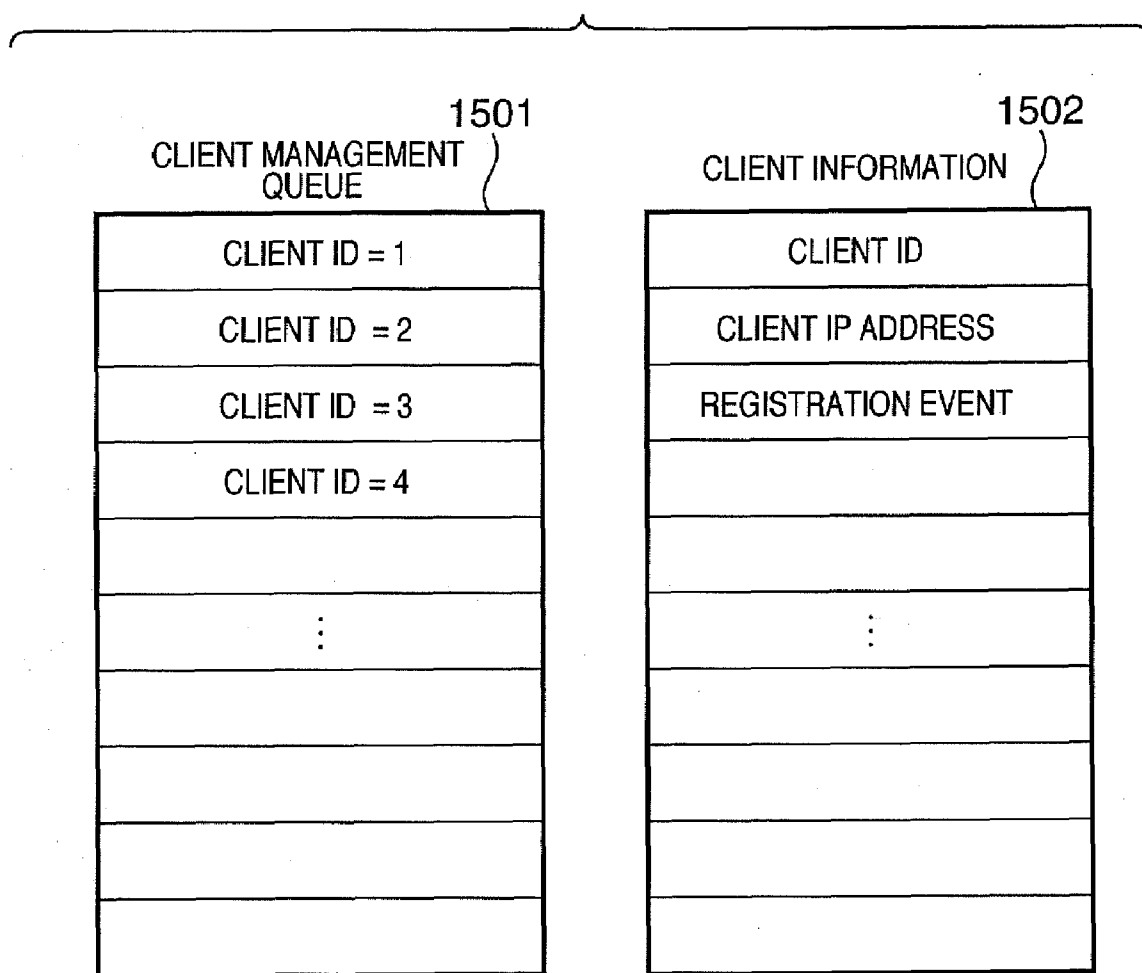 1501
CLIENT MANAGEMENT
QUEUE
CLIENT ID = 1
CLIENT ID = 2
CLIENT ID = 3
CLIENT ID = 4
⋮
1502
CLIENT INFORMATION
CLIENT ID
CLIENT IP ADDRESS
REGISTRATION EVENT
⋮